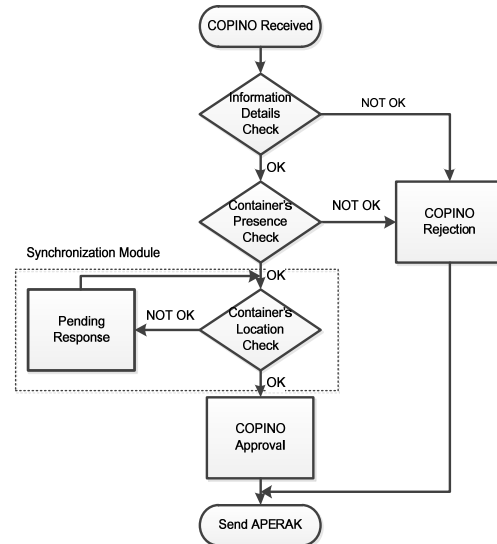 COPINO Received
Information
Details
Check
NOT OK
OK
Container's
Presence
Check
NOT OK
COPINO
Rejection
Synchronization Module
OK
Pending
Response
NOT OK
Container's
Location
Check
OK
COPINO
Approval
Send APERAK